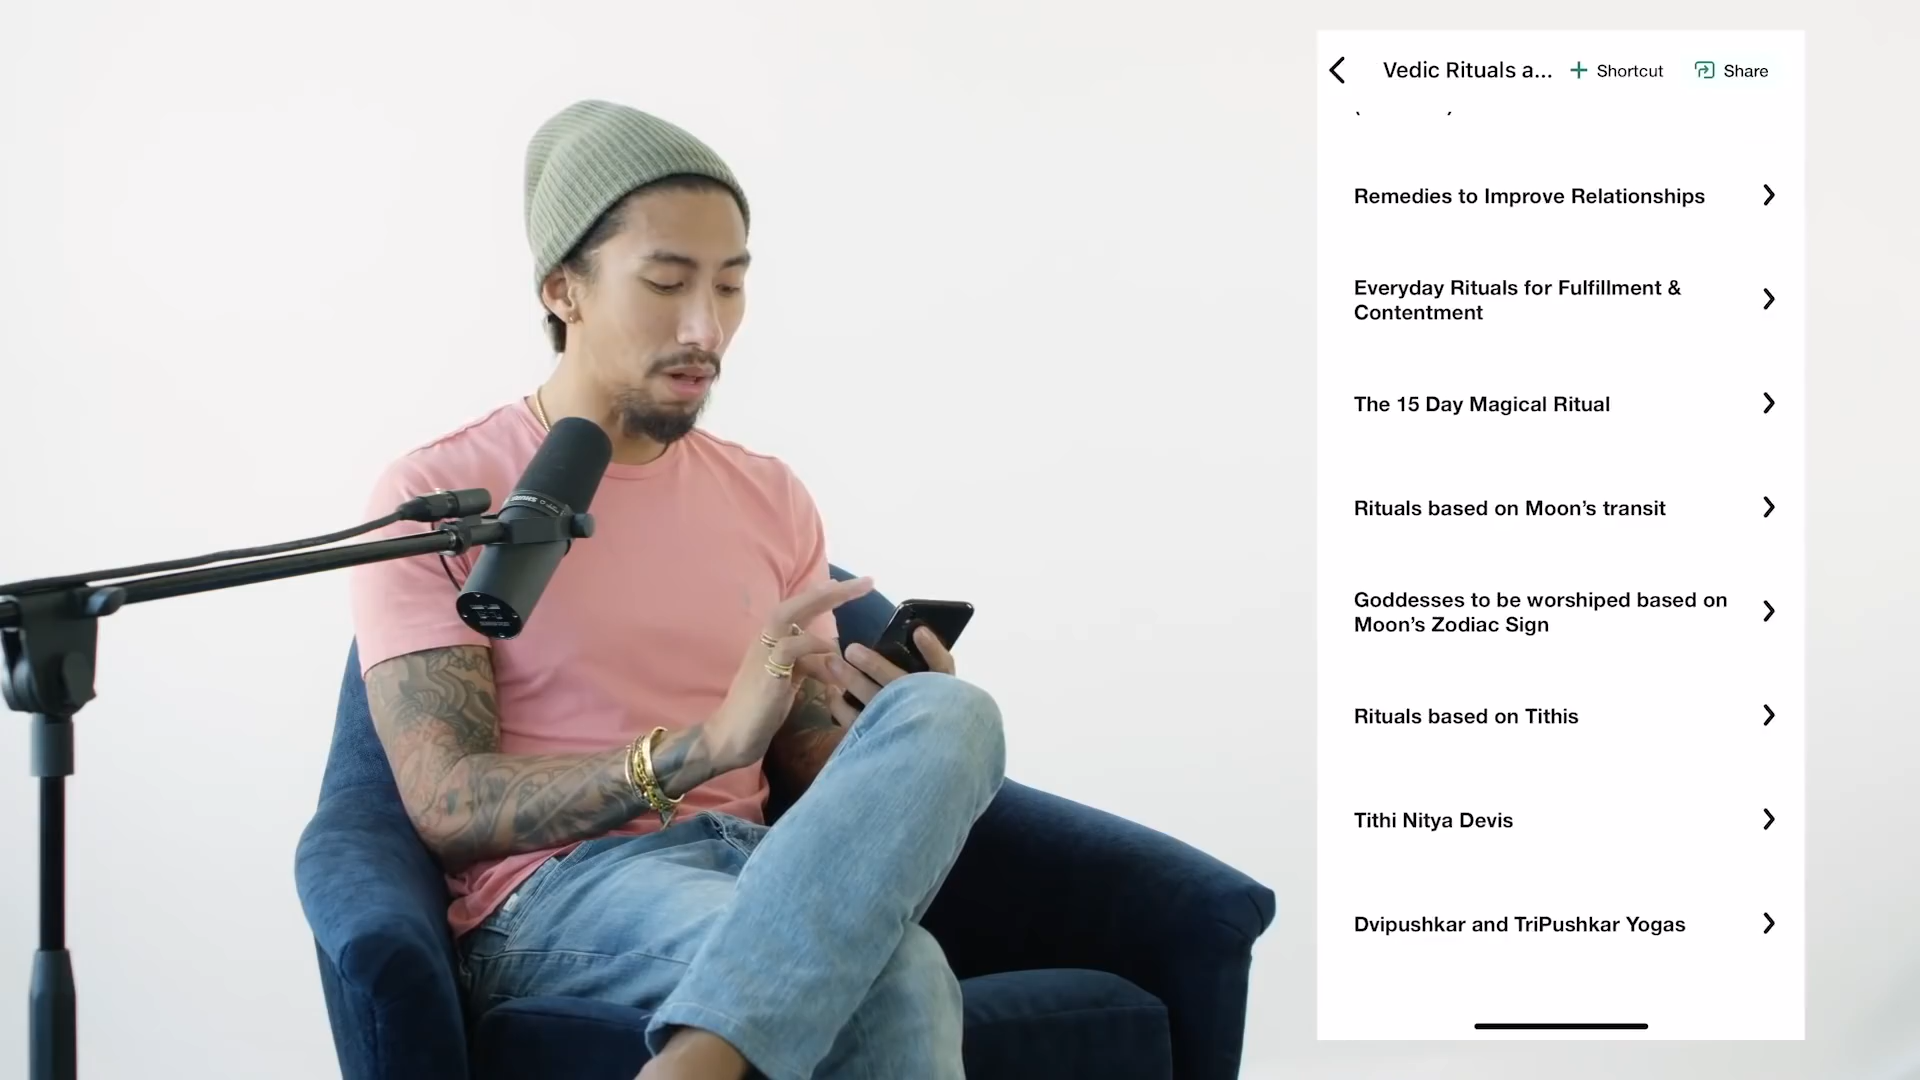 Vedic Rituals a...
Shortcut
Share
Remedies to Improve Relationships
Everyday Rituals for Fulfillment &
Contentment
The 15 Day Magical Ritual
Rituals based on Moon’s transit
Goddesses to be worshiped based on
Moon’s Zodiac Sign
Rituals based on Tithis
Tithi Nitya Devis
Dvipushkar and TriPushkar Yogas